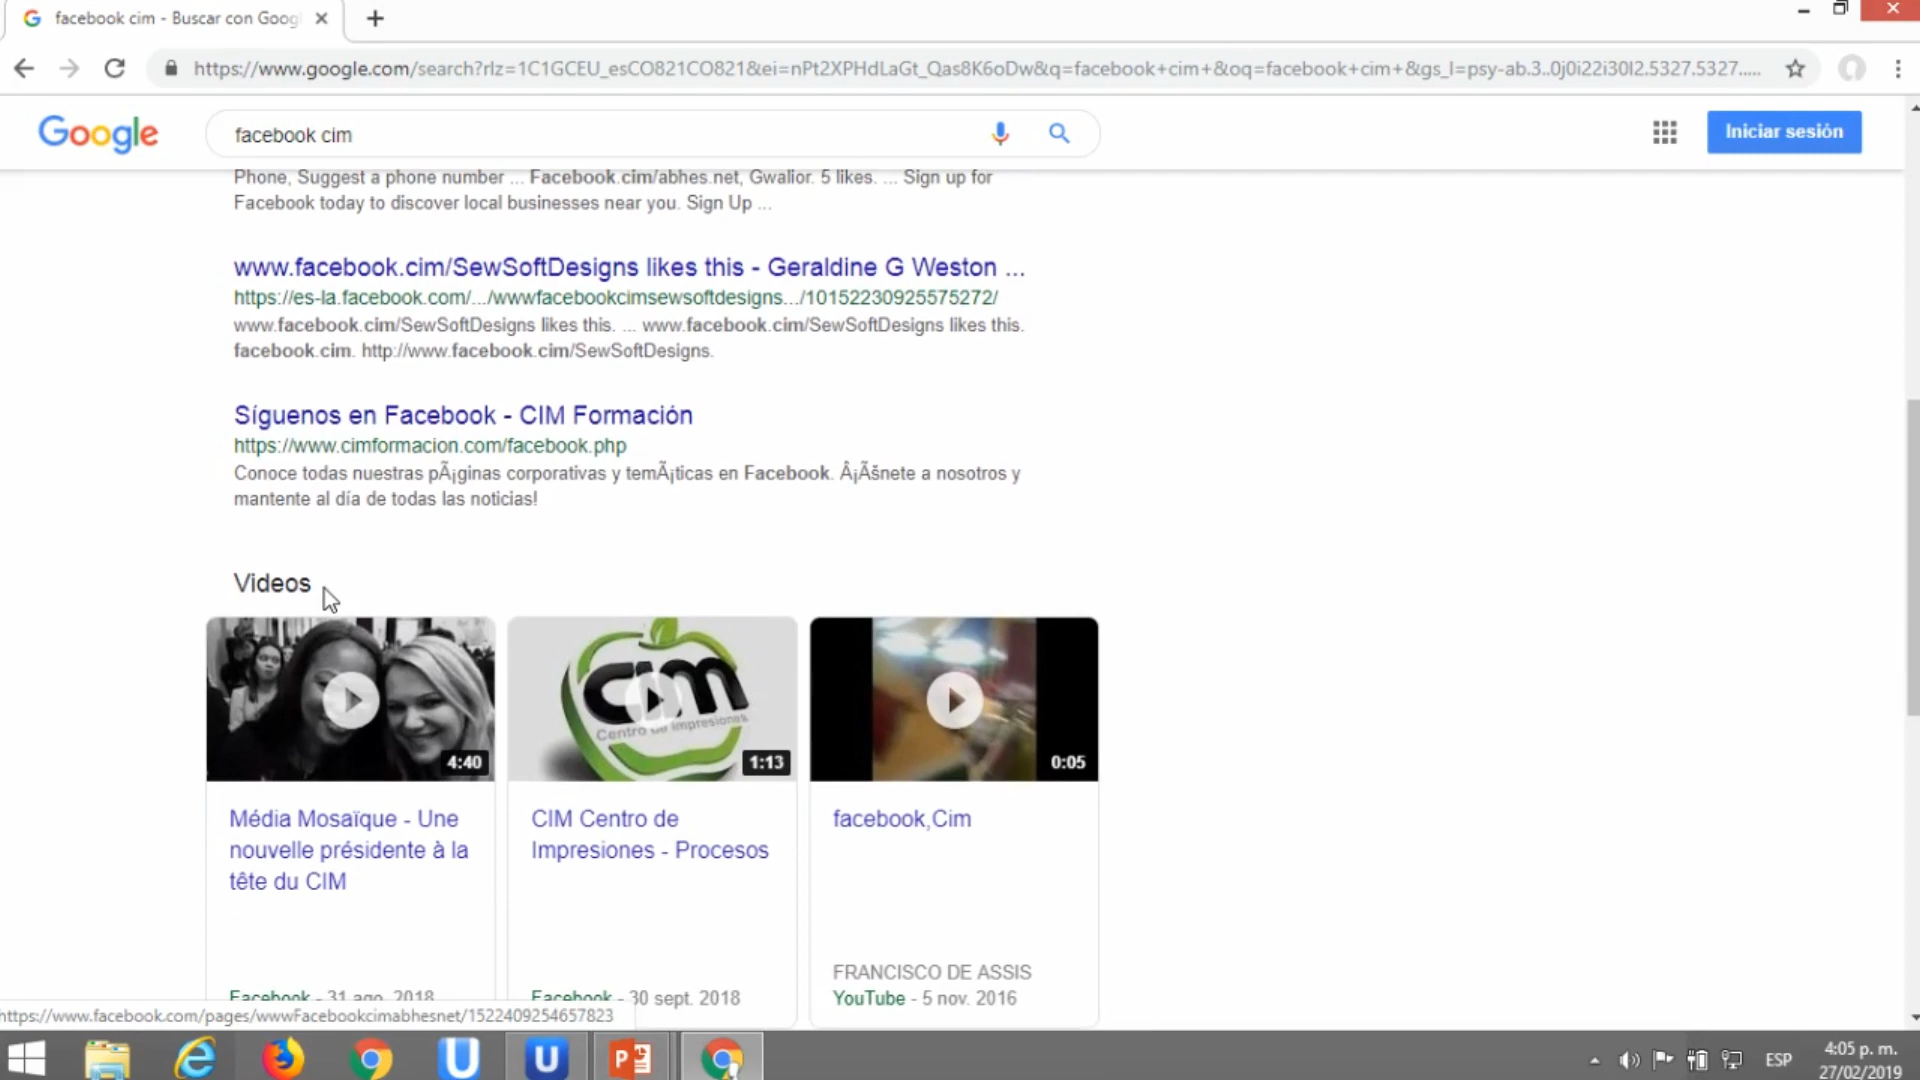 facebook cim - Buscar con Goog
https://www.google.com/search?rlz=1C1GCEU_esCO821CO821&ei=nPt2XPHdLaGt_Qas8K6oDw&q=facebook+cim+&oq=facebook+cim+&gs_l=psy-ab.3..0j0i22i30l2.5327.5327.....
Google
facebook cim
Iniciar sesión
Phone, Suggest a phone number ... Facebook.cim/abhes.net, Gwalior. 5 likes. ... Sign up for
Facebook today to discover local businesses near you. Sign Up ...
www.facebook.cim/SewSoftDesigns likes this - Geraldine G Weston ...
https://es-la.facebook.com/.../wwwfacebookcimsewsoftdesigns.../10152230925575272/
www.facebook.cim/SewSoftDesigns likes this. ... www.facebook.cim/SewSoftDesigns likes this.
facebook.cim. http://www.facebook.cim/SewSoftDesigns.
Síguenos en Facebook - CIM Formación
https://www.cimformacion.com/facebook.php
Conoce todas nuestras pÃ¡ginas corporativas y temÃ¡ticas en Facebook. Â¡Ãšnete a nosotros y
mantente al día de todas las noticias!
Videos
4:40
cim
Centro de Impresiones
1:13
0:05
Média Mosaïque - Une
nouvelle présidente à la
tête du CIM
Facebook - 31 ago. 2018
CIM Centro de
Impresiones - Procesos
Facebook - 30 sept. 2018
facebook,Cim
FRANCISCO DE ASSIS
YouTube - 5 nov. 2016
https://www.facebook.com/pages/wwwFacebookcimabhesnet/1522409254657823
ESP
4:05 p. m.
27/02/2019